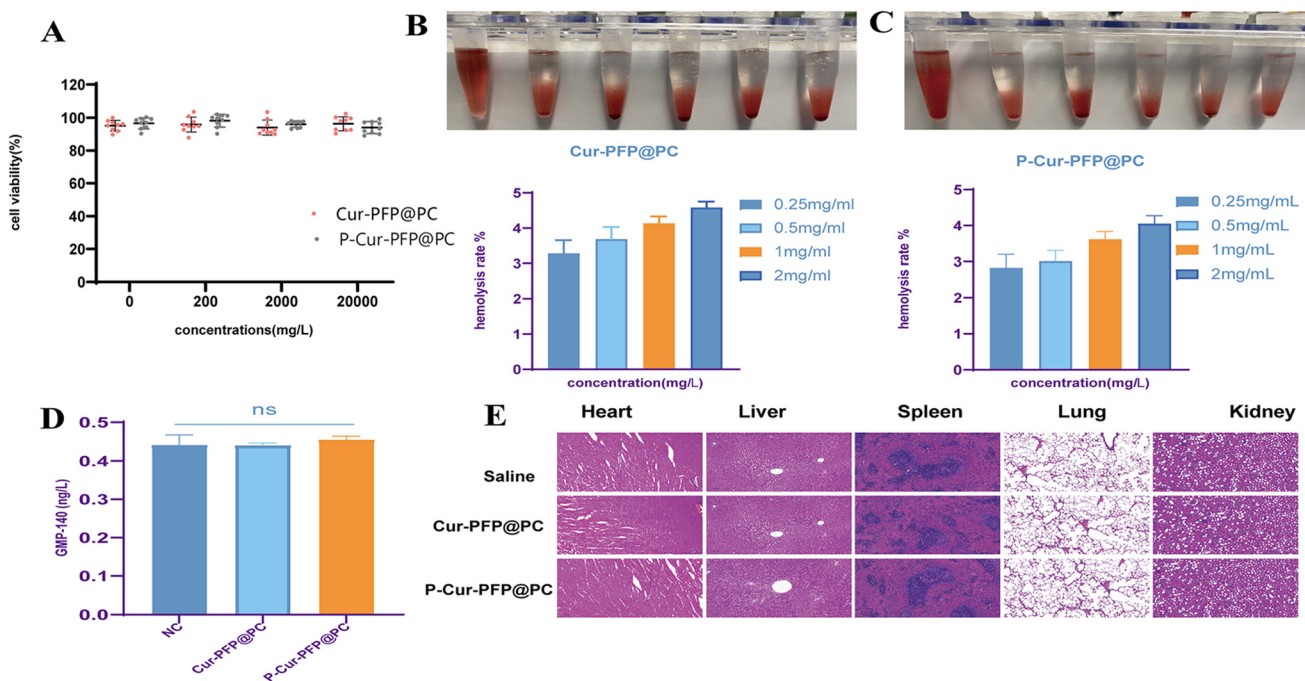 A
cell viability(%)
120
100
80
60
40
20
0
0
200
2000
20000
concentrations(mg/L)
Cur-PFP@PC
P-Cur-PFP@PC
B
Cur-PFP@PC
hemolysis rate %
5
4
3
2
1
0
concentration(mg/L)
0.25mg/ml
0.5mg/ml
1mg/ml
2mg/ml
C
P-Cur-PFP@PC
hemolysis rate %
5
4
3
2
1
0
concentration(mg/L)
0.25mg/mL
0.5mg/mL
1mg/mL
2mg/mL
D
ns
GMP-140 (ng/L)
0.5
0.4
0.3
0.2
0.1
0.0
NC
Cur-PFP@PC
P-Cur-PFP@PC
E
Heart Liver Spleen Lung Kidney
Saline
Cur-PFP@PC
P-Cur-PFP@PC